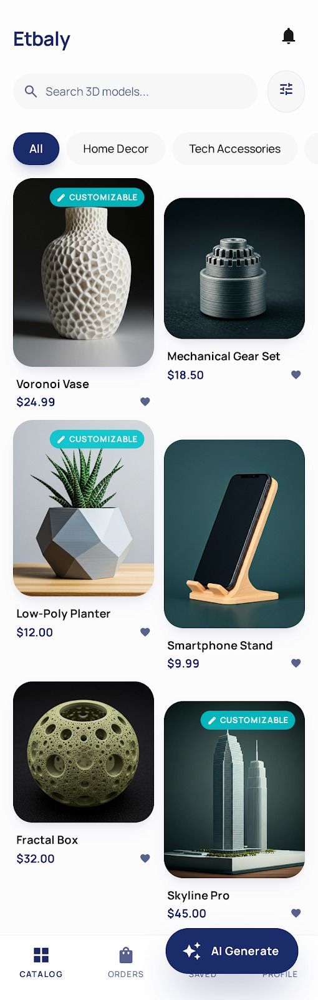 Etbaly
Search 3D models...
All
Home Decor
Tech Accessories
CUSTOMIZABLE
Voronoi Vase
$24.99
Mechanical Gear Set
$18.50
CUSTOMIZABLE
Low-Poly Planter
$12.00
Smartphone Stand
$9.99
Fractal Box
$32.00
CUSTOMIZABLE
Skyline Pro
$45.00
AI Generate
CATALOG
ORDERS
SAVED
PROFILE